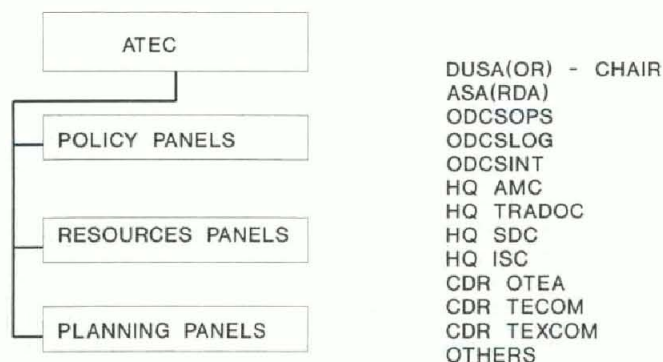 ATEC
POLICY PANELS
RESOURCES PANELS
PLANNING PANELS
DUSA(OR) - CHAIR
ASA(RDA)
ODCSOPS
ODCSLOG
ODCSINT
HQ AMC
HQ TRADOC
HQ SDC
HQ ISC
CDR OTEA
CDR TECOM
CDR TEXCOM
OTHERS